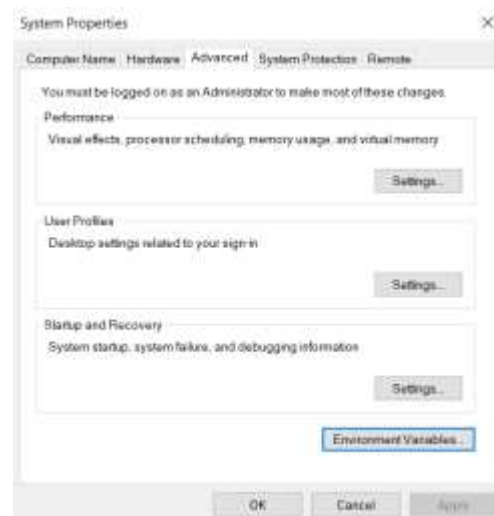 System Properties
Computer Name Hardware Advanced System Protection Remote
You must be logged on as an Administrator to make most of these changes.
Performance
Visual effects, processor scheduling, memory usage, and virtual memory
Settings...
User Profiles
Desktop settings related to your sign-in
Settings...
Startup and Recovery
System startup, system failure, and debugging information
Settings...
Environment Variables...
OK Cancel Apply